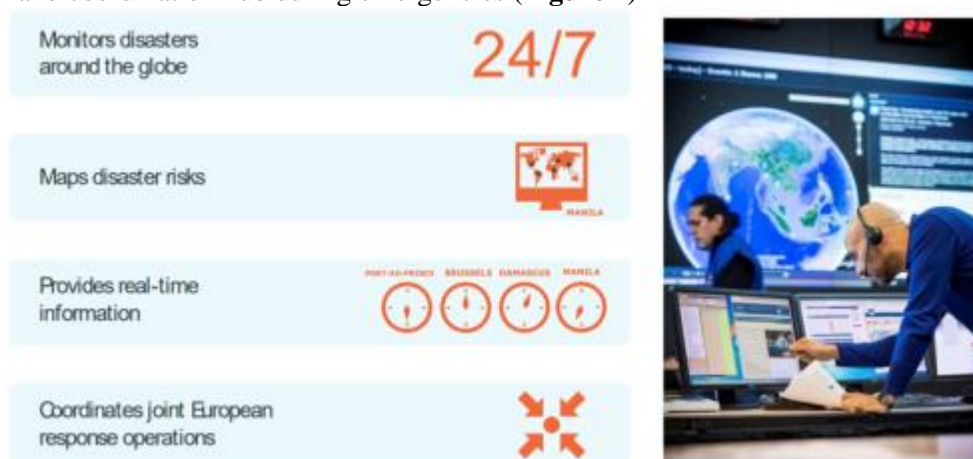 Monitors disasters
around the globe
24/7
Maps disaster risks
MANILA
Provides real-time
information
PORT-AU-PRINCE BRUSSELS DAMASCUS MANILA
Coordinates joint European
response operations